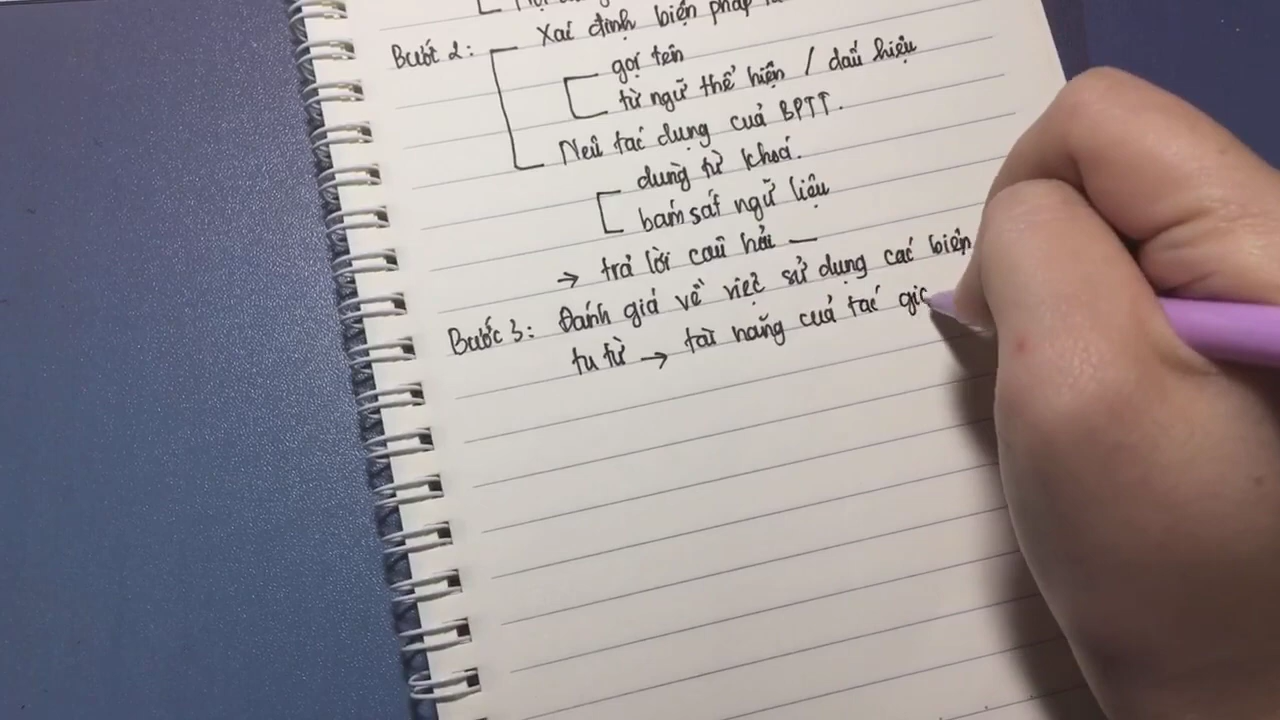 Xác định biện pháp
Bước 2:
gọi tên
từ ngữ thể hiện / dấu hiệu
Nêu tác dụng của BPTT.
dùng từ khoá.
bám sát ngữ liệu
→ trả lời câu hỏi —
Bước 3: Đánh giá về việc sử dụng các biện
tu từ → tài năng của tác giả